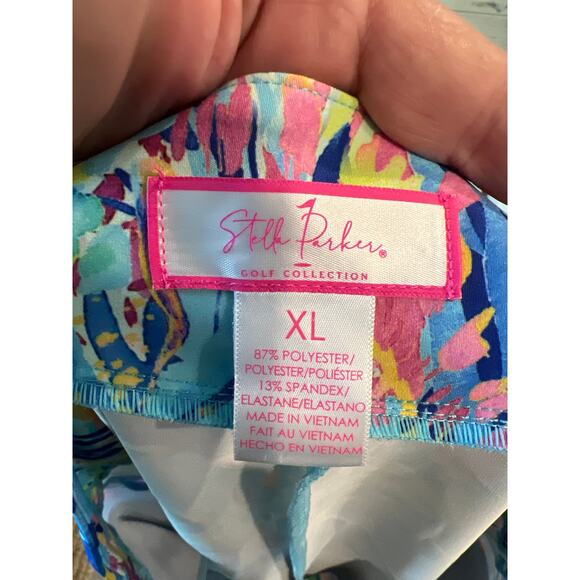 Stella Parker®
GOLF COLLECTION
XL
87% POLYESTER/
POLYESTER/POLIÉSTER
13% SPANDEX/
ELASTANE/ELASTANO
MADE IN VIETNAM
FAIT AU VIETNAM
HECHO EN VIETNAM